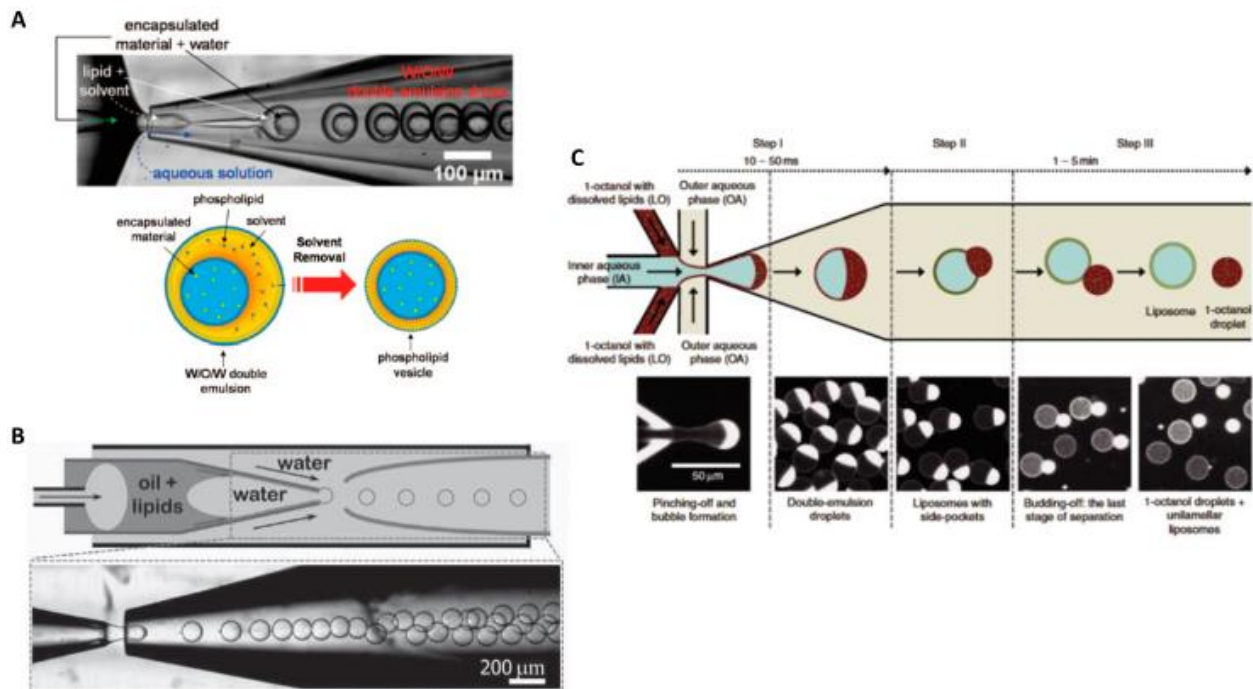 A
encapsulated
material + water
lipid +
solvent
W/O/W
double emulsion drops
aqueous solution
100 μm
phospholipid
encapsulated
material
solvent
Solvent
Removal
W/O/W double
emulsion
phospholipid
vesicle
B
oil +
lipids
water
water
200 μm
C
Step I
Step II
Step III
10 – 50 ms
1 – 5 min
1-octanol with
dissolved lipids (LO)
Outer aqueous
phase (OA)
Inner aqueous
phase (IA)
1-octanol with
dissolved lipids (LO)
Outer aqueous
phase (OA)
Liposome
1-octanol
droplet
50 μm
Pinching-off and
bubble formation
Double-emulsion
droplets
Liposomes with
side-pockets
Budding-off: the last
stage of separation
1-octanol droplets +
unilamellar
liposomes